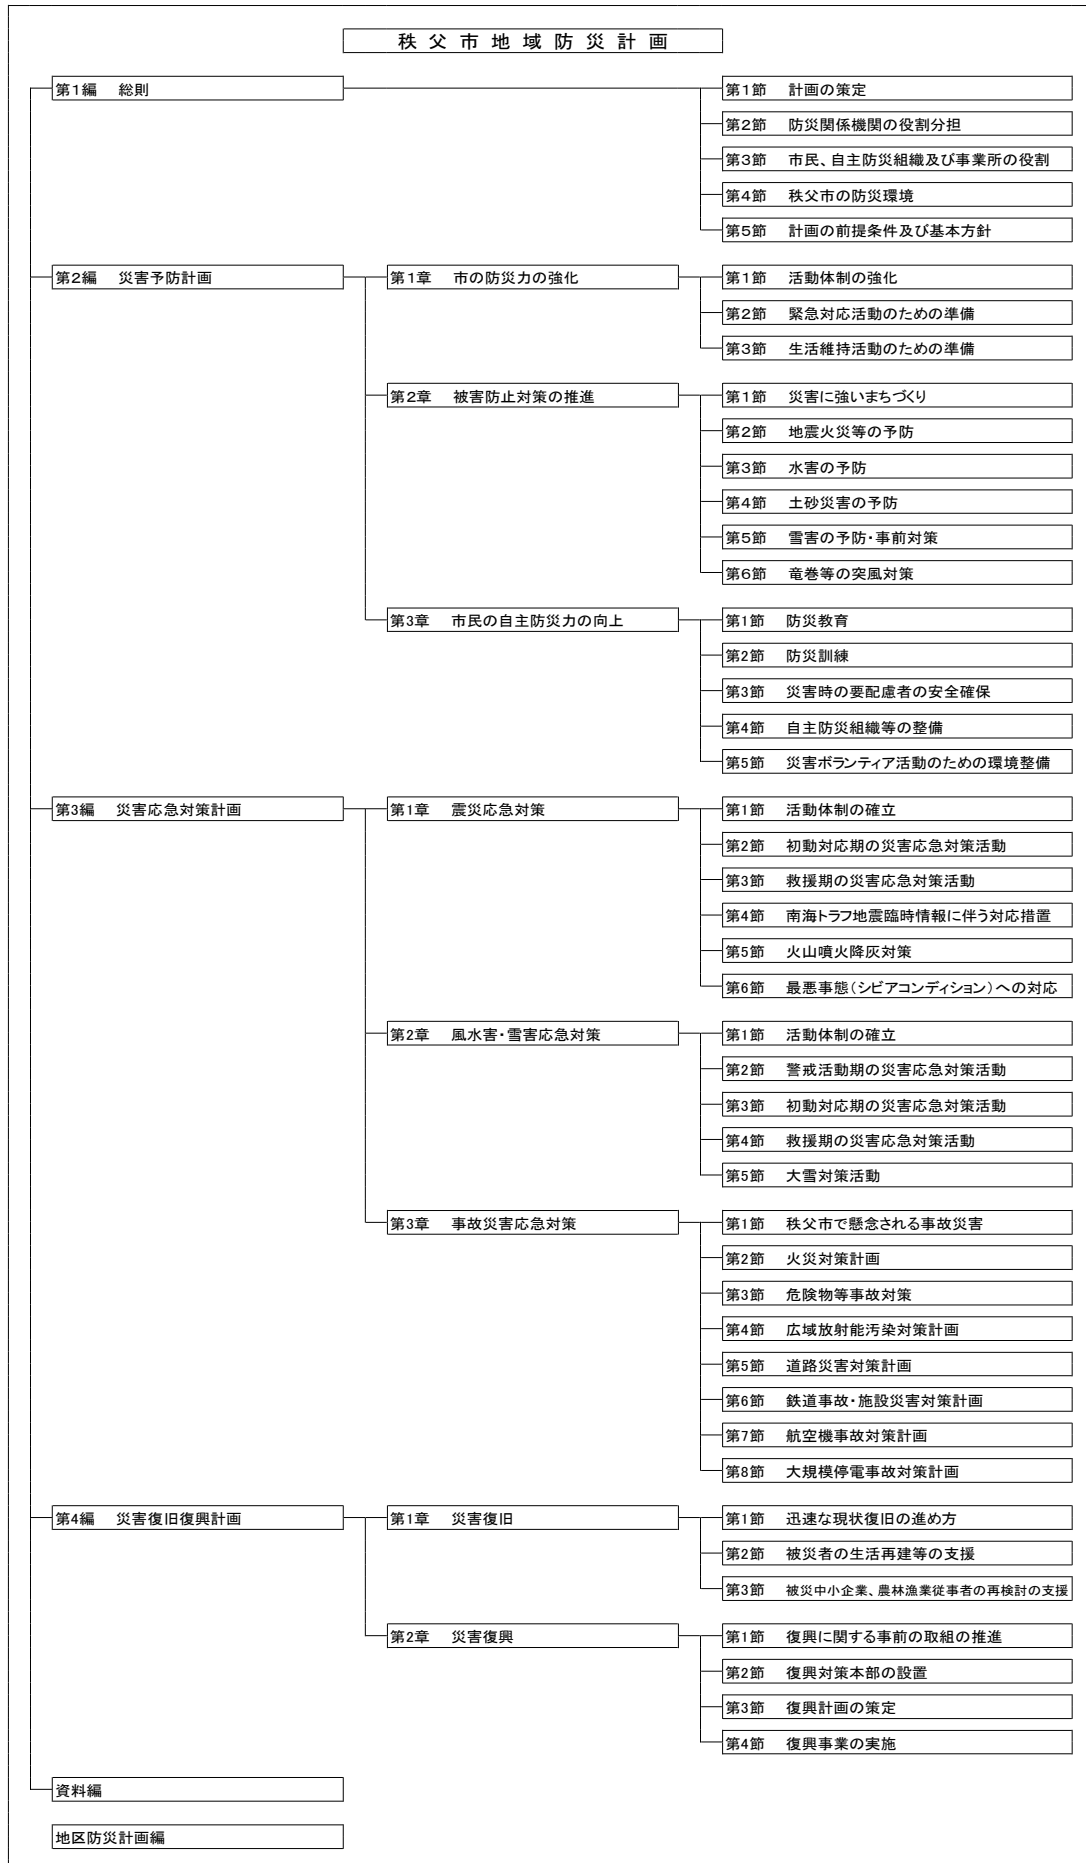 秩父市地域防災計画
第1編 総則
第1節 計画の策定
第2節 防災関係機関の役割分担
第3節 市民、自主防災組織及び事業所の役割
第4節 秩父市の防災環境
第5節 計画の前提条件及び基本方針
第2編 災害予防計画
第1章 市の防災力の強化
第1節 活動体制の強化
第2節 緊急対応活動のための準備
第3節 生活維持活動のための準備
第2章 被害防止対策の推進
第1節 災害に強いまちづくり
第2節 地震火災等の予防
第3節 水害の予防
第4節 土砂災害の予防
第5節 雪害の予防・事前対策
第6節 竜巻等の突風対策
第3章 市民の自主防災力の向上
第1節 防災教育
第2節 防災訓練
第3節 災害時の要配慮者の安全確保
第4節 自主防災組織等の整備
第5節 災害ボランティア活動のための環境整備
第3編 災害応急対策計画
第1章 震災応急対策
第1節 活動体制の確立
第2節 初動対応期の災害応急対策活動
第3節 救援期の災害応急対策活動
第4節 南海トラフ地震臨時情報に伴う対応措置
第5節 火山噴火降灰対策
第6節 最悪事態（シビアコンディション）への対応
第2章 風水害・雪害応急対策
第1節 活動体制の確立
第2節 警戒活動期の災害応急対策活動
第3節 初動対応期の災害応急対策活動
第4節 救援期の災害応急対策活動
第5節 大雪対策活動
第3章 事故災害応急対策
第1節 秩父市で懸念される事故災害
第2節 火災対策計画
第3節 危険物等事故対策
第4節 広域放射能汚染対策計画
第5節 道路災害対策計画
第6節 鉄道事故・施設災害対策計画
第7節 航空機事故対策計画
第8節 大規模停電事故対策計画
第4編 災害復旧復興計画
第1章 災害復旧
第1節 迅速な現状復旧の進め方
第2節 被災者の生活再建等の支援
第3節 被災中小企業、農林漁業従事者の再検討の支援
第2章 災害復興
第1節 復興に関する事前の取組の推進
第2節 復興対策本部の設置
第3節 復興計画の策定
第4節 復興事業の実施
資料編
地区防災計画編